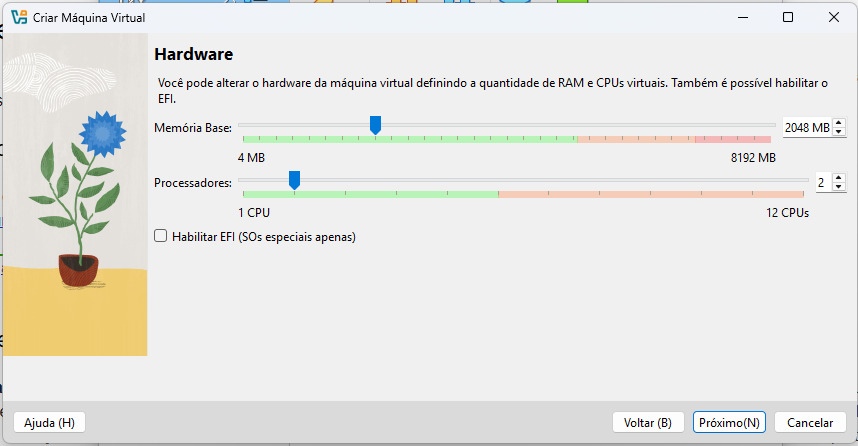 Criar Máquina Virtual
Hardware
Você pode alterar o hardware da máquina virtual definindo a quantidade de RAM e CPUs virtuais. Também é possível habilitar o
EFI.
Memória Base:
2048 MB
4 MB
8192 MB
Processadores:
2
1 CPU
12 CPUs
Habilitar EFI (SOs especiais apenas)
Ajuda (H)
Voltar (B)
Próximo(N)
Cancelar